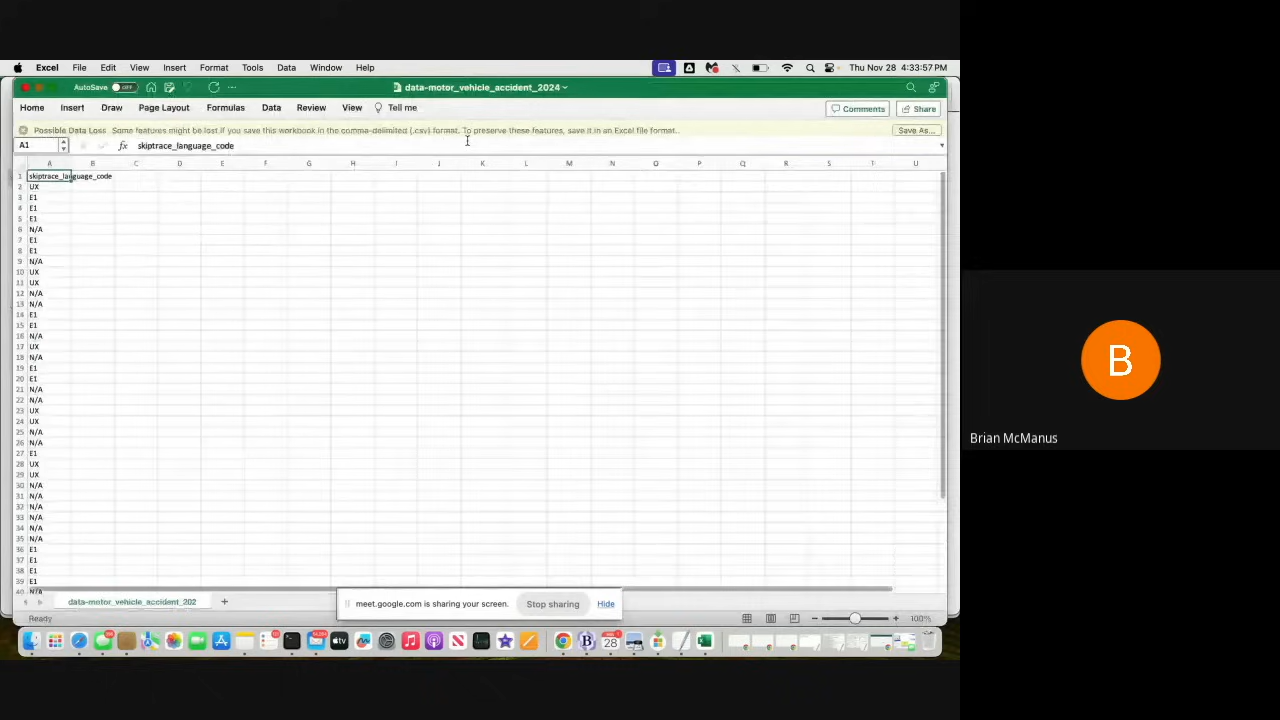 Excel File Edit View Insert Format Tools Data Window Help Thu Nov 28 4:33:57 PM
AutoSave OFF data-motor_vehicle_accident_2024
Home Insert Draw Page Layout Formulas Data Review View Tell me Comments Share
Possible Data Loss Some features might be lost if you save this workbook in the comma-delimited (.csv) format. To preserve these features, save it in an Excel file format.. Save As...
A1 fx skiptrace_language_code
A B C D E F G H I J K L M N O P Q R S T U
1 skiptrace_language_code
2 UX
3 E1
4 E1
5 E1
6 N/A
7 E1
8 E1
9 N/A
10 UX
11 UX
12 N/A
13 N/A
14 E1
15 E1
16 N/A
17 UX
18 N/A
19 E1
20 E1
21 N/A
22 N/A
23 UX
24 UX
25 N/A
26 N/A
27 E1
28 UX
29 UX
30 N/A
31 N/A
32 N/A
33 N/A
34 N/A
35 N/A
36 E1
37 E1
38 E1
39 E1
40 N/A
data-motor_vehicle_accident_202 +
meet.google.com is sharing your screen. Stop sharing Hide
Ready 100%
28
B
Brian McManus